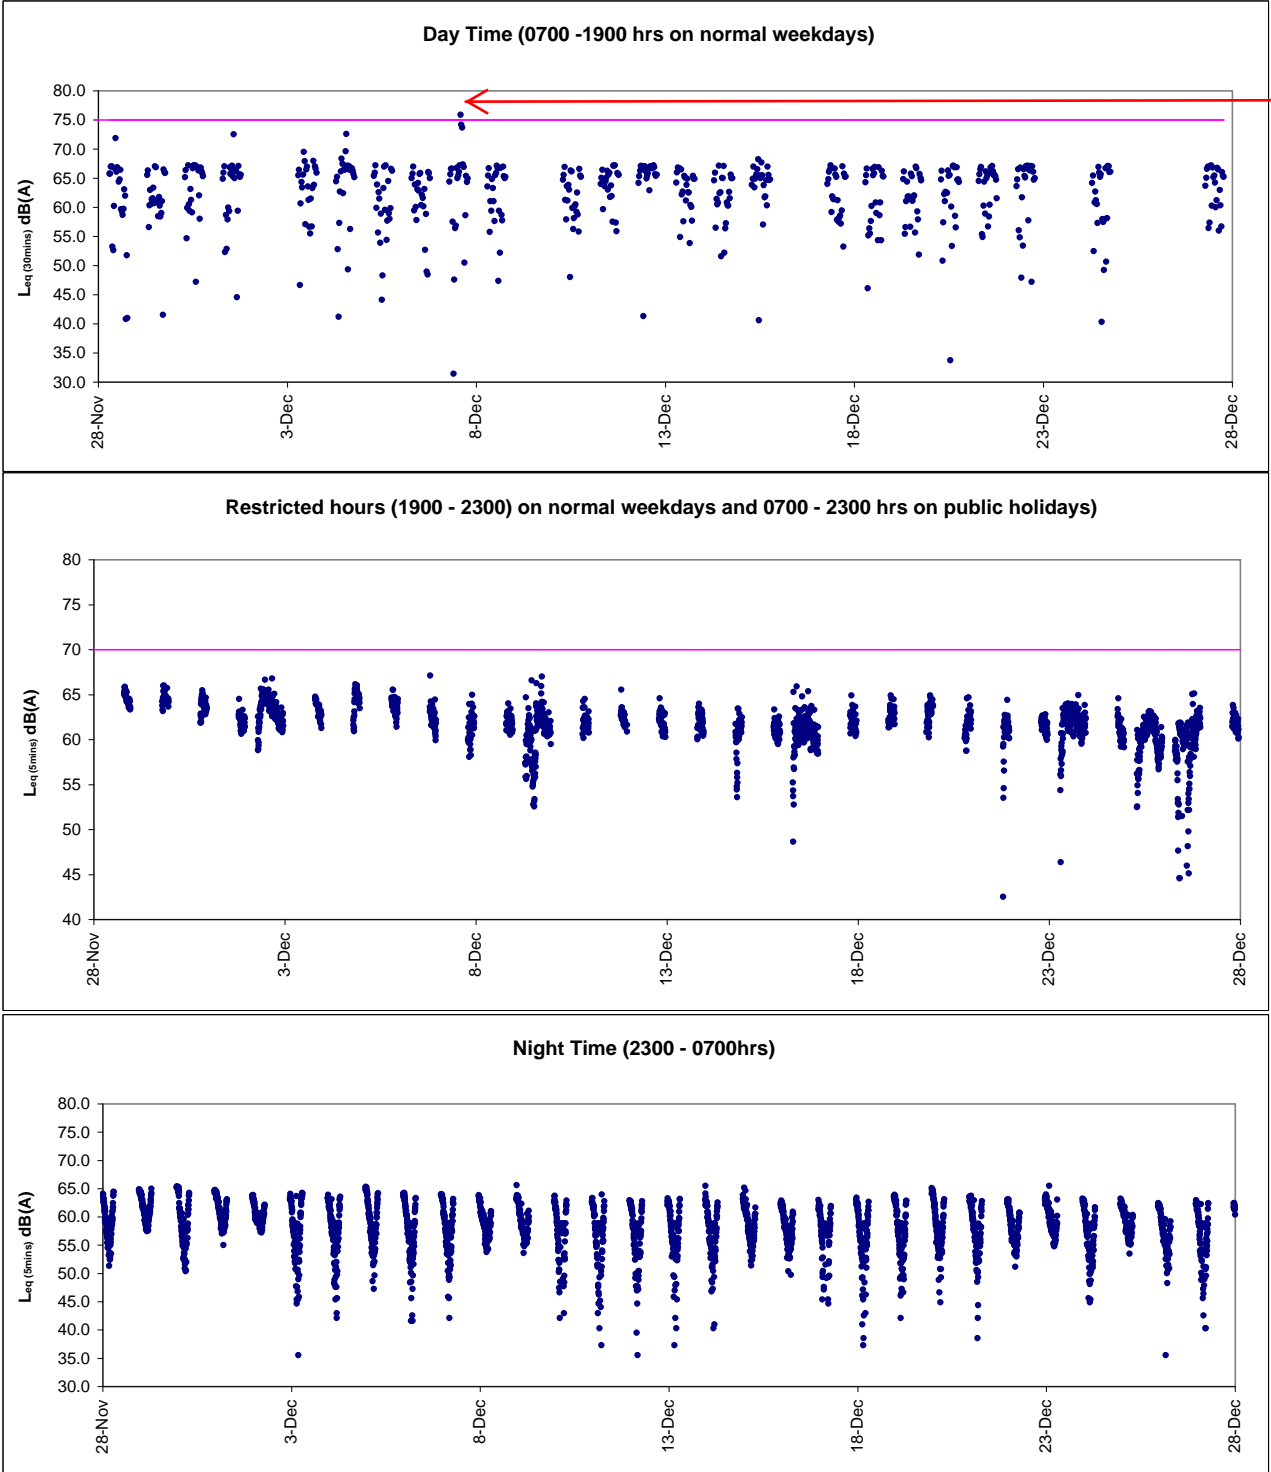 Day Time (0700 -1900 hrs on normal weekdays)
80.0
75.0
70.0
65.0
60.0
55.0
50.0
45.0
40.0
35.0
30.0
Leq (30mins) dB(A)
28-Nov
3-Dec
8-Dec
13-Dec
18-Dec
23-Dec
28-Dec
Restricted hours (1900 - 2300) on normal weekdays and 0700 - 2300 hrs on public holidays)
80
75
70
65
60
55
50
45
40
Leq (5mins) dB(A)
28-Nov
3-Dec
8-Dec
13-Dec
18-Dec
23-Dec
28-Dec
Night Time (2300 - 0700hrs)
80.0
75.0
70.0
65.0
60.0
55.0
50.0
45.0
40.0
35.0
30.0
Leq (5mins) dB(A)
28-Nov
3-Dec
8-Dec
13-Dec
18-Dec
23-Dec
28-Dec